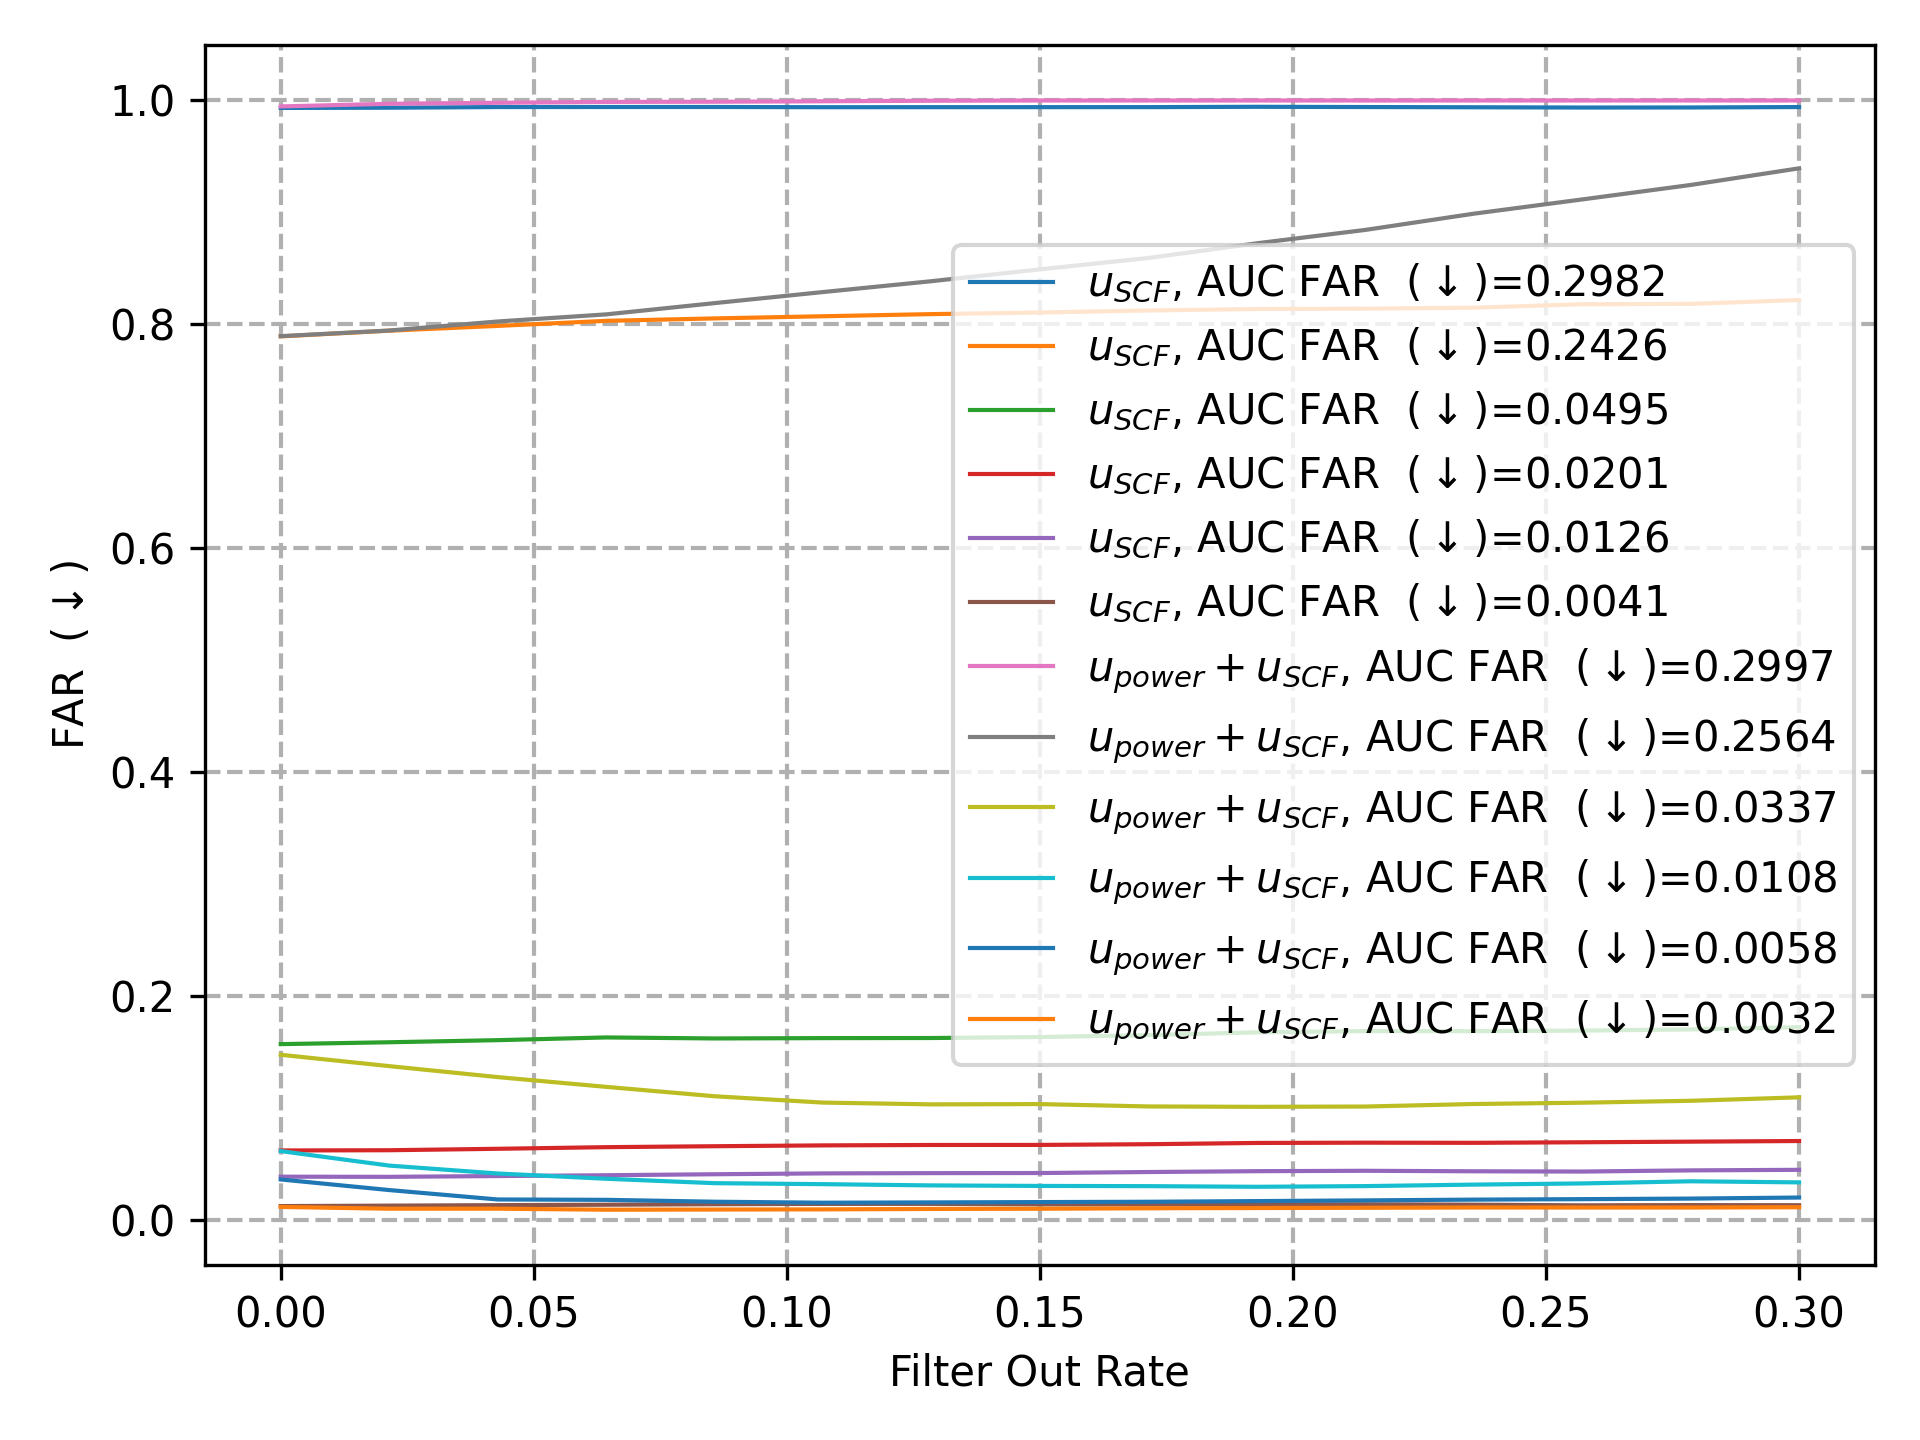 1.0
0.8
0.6
0.4
0.2
0.0
FAR (↓)
u_SCF, AUC FAR (↓)=0.2982
u_SCF, AUC FAR (↓)=0.2426
u_SCF, AUC FAR (↓)=0.0495
u_SCF, AUC FAR (↓)=0.0201
u_SCF, AUC FAR (↓)=0.0126
u_SCF, AUC FAR (↓)=0.0041
u_power + u_SCF, AUC FAR (↓)=0.2997
u_power + u_SCF, AUC FAR (↓)=0.2564
u_power + u_SCF, AUC FAR (↓)=0.0337
u_power + u_SCF, AUC FAR (↓)=0.0108
u_power + u_SCF, AUC FAR (↓)=0.0058
u_power + u_SCF, AUC FAR (↓)=0.0032
0.00 0.05 0.10 0.15 0.20 0.25 0.30
Filter Out Rate